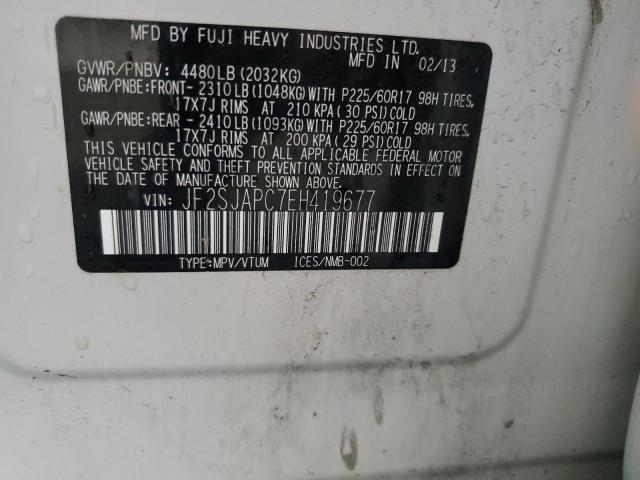 MFD BY FUJI HEAVY INDUSTRIES LTD.
MFD IN 02/13
GVWR/PNBV: 4480LB(2032KG)
GAWR/PNBE:FRONT- 2310LB(1048KG)WITH P225/60R17 98H TIRES,
17X7J RIMS AT 210 KPA( 30 PSI)COLD
GAWR/PNBE:REAR - 2410LB(1093KG)WITH P225/60R17 98H TIRES,
17X7J RIMS AT 200 KPA( 29 PSI)COLD
THIS VEHICLE CONFORMS TO ALL APPLICABLE FEDERAL MOTOR
VEHICLE SAFETY AND THEFT PREVENTION STANDARDS IN EFFECT ON
THE DATE OF MANUFACTURE SHOWN ABOVE.
VIN: JF2SJAPC7EH419677
TYPE:MPV/VTUM ICES/NMB-002